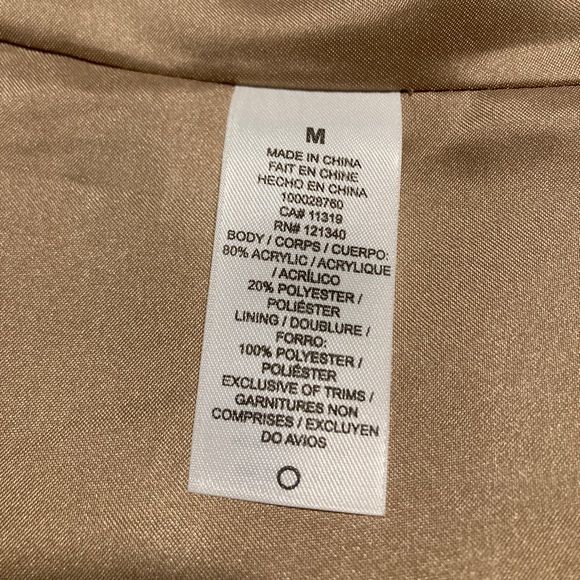 M
MADE IN CHINA
FAIT EN CHINE
HECHO EN CHINA
100028760
CA# 11319
RN# 121340
BODY / CORPS / CUERPO:
80% ACRYLIC / ACRYLIQUE
/ ACRÍLICO
20% POLYESTER /
POLIÉSTER
LINING / DOUBLURE /
FORRO:
100% POLYESTER /
POLIÉSTER
EXCLUSIVE OF TRIMS /
GARNITURES NON
COMPRISES / EXCLUYEN
DO AVIOS